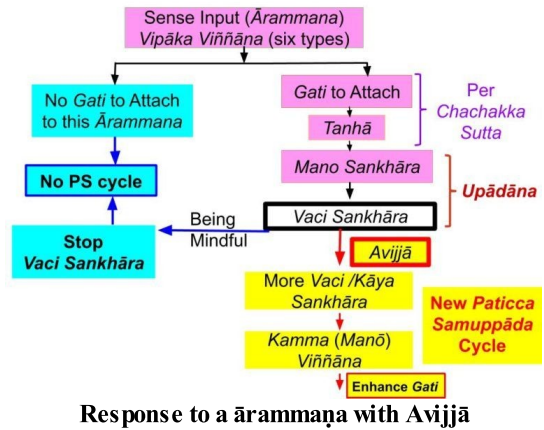 Sense Input (Ārammana)
Vipāka Viññāna (six types)
No Gati to Attach
to this Ārammana
Gati to Attach
Tanhā
Per
Chachakka
Sutta
No PS cycle
Mano Sankhāra
Upādāna
Vaci Sankhāra
Being
Mindful
Stop
Vaci Sankhāra
Avijjā
More Vaci /Kāya
Sankhāra
New Paticca
Samuppāda
Cycle
Kamma (Manō)
Viññāna
Enhance Gati
Response to a ārammaṇa with Avijjā